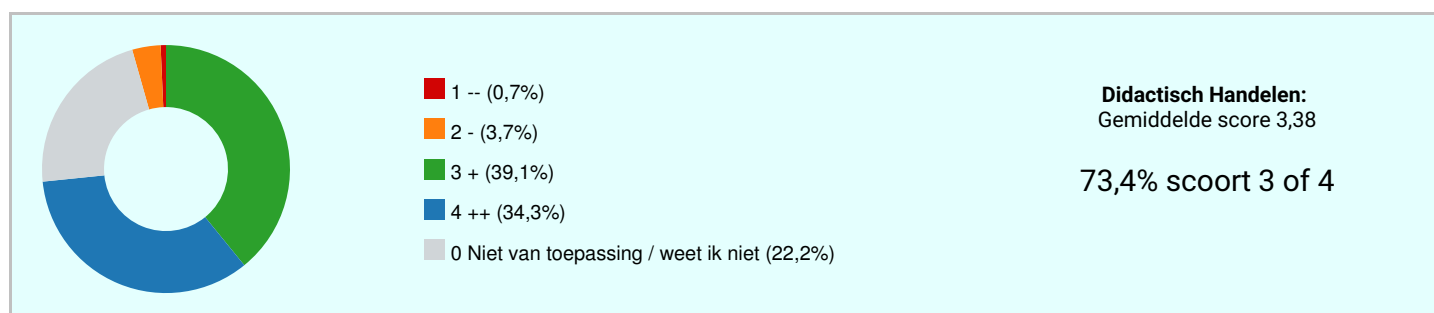 1 -- (0,7%)
2 - (3,7%)
3 + (39,1%)
4 ++ (34,3%)
0 Niet van toepassing / weet ik niet (22,2%)
Didactisch Handelen:
Gemiddelde score 3,38
73,4% scoort 3 of 4